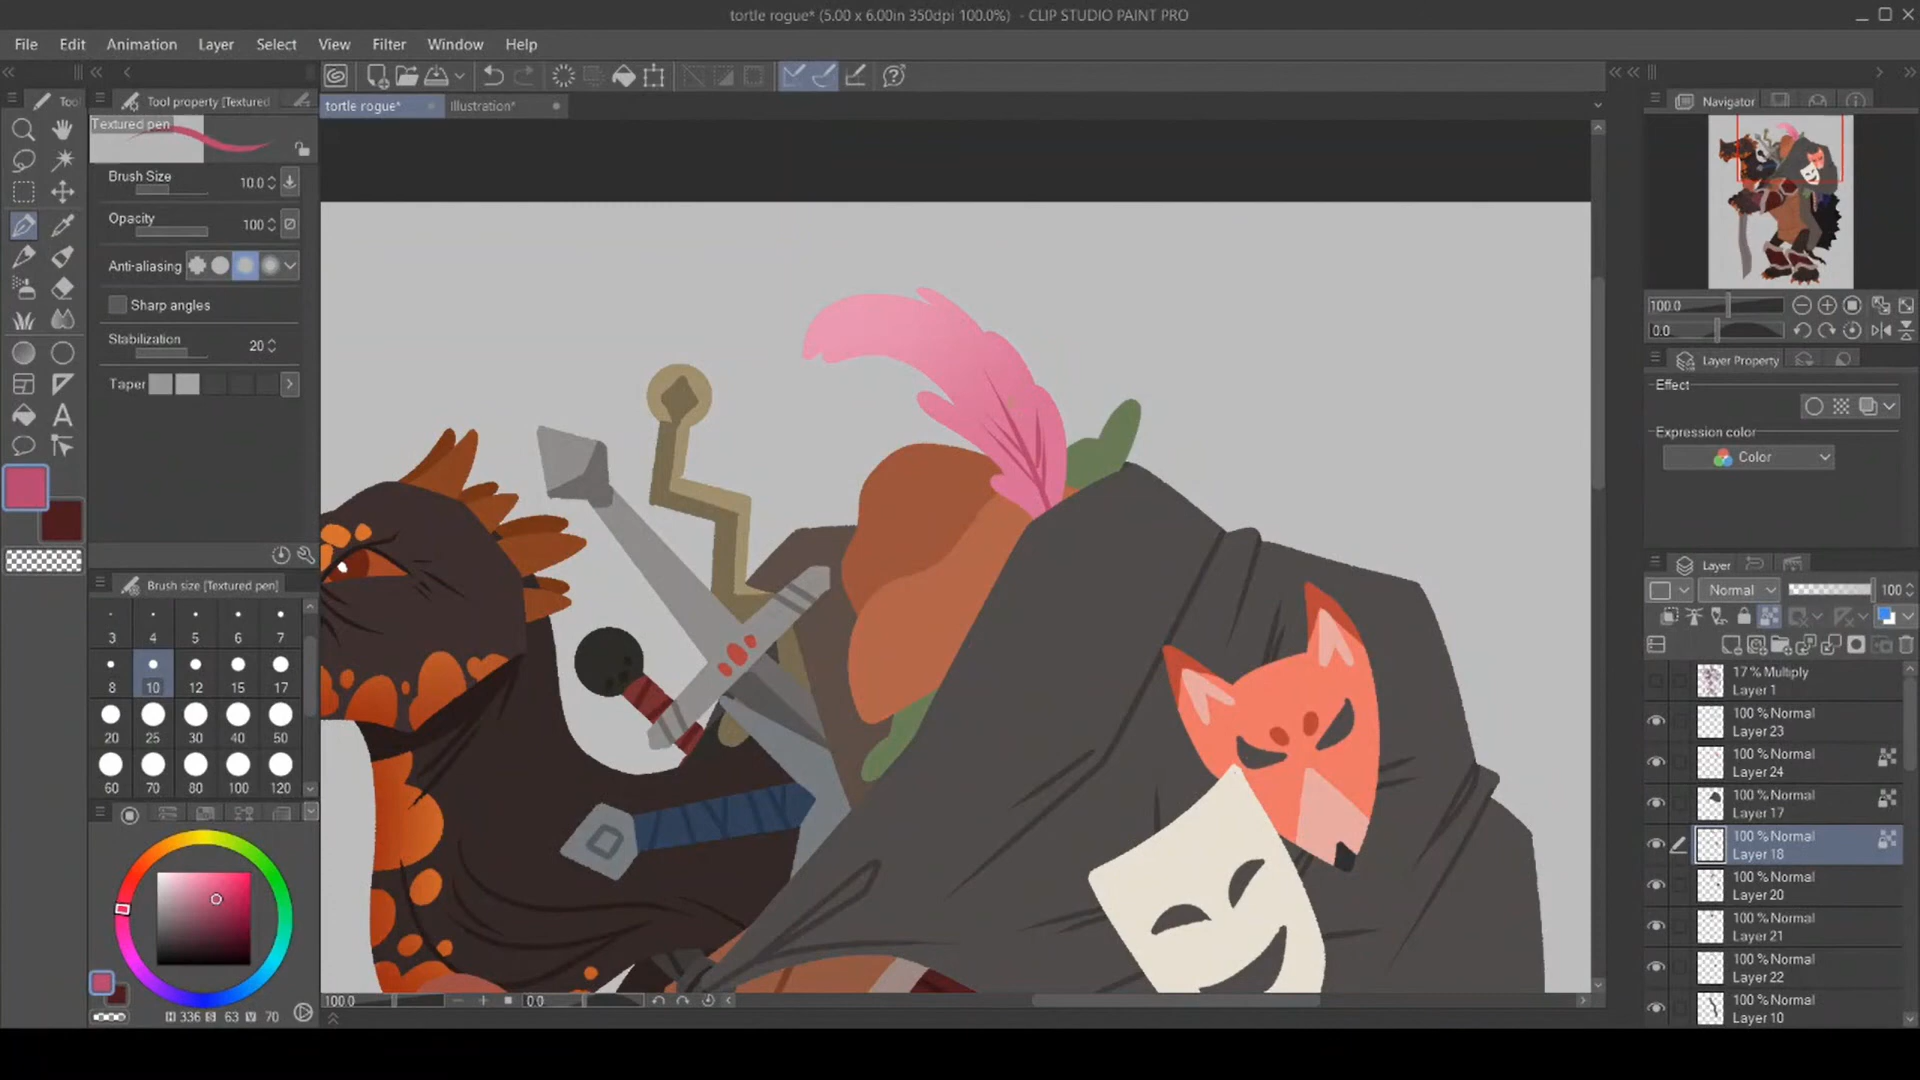 tortle rogue* (5.00 x 6.00in 350dpi 100.0%) - CLIP STUDIO PAINT PRO
File Edit Animation Layer Select View Filter Window Help
Too
Tool property [Textured
Textured pen
Brush Size 10.0
Opacity 100
Anti-aliasing
Sharp angles
Stabilization 20
Taper
Brush size [Textured pen]
3 4 5 6 7
8 10 12 15 17
20 25 30 40 50
60 70 80 100 120
H 336 S 63 V 70
tortle rogue* Illustration*
100.0 0.0
Navigator
100.0
0.0
Layer Property
Effect
Expression color
Color
Layer
Normal 100
17 % Multiply
Layer 1
100 % Normal
Layer 23
100 % Normal
Layer 24
100 % Normal
Layer 17
100 % Normal
Layer 18
100 % Normal
Layer 20
100 % Normal
Layer 21
100 % Normal
Layer 22
100 % Normal
Layer 10